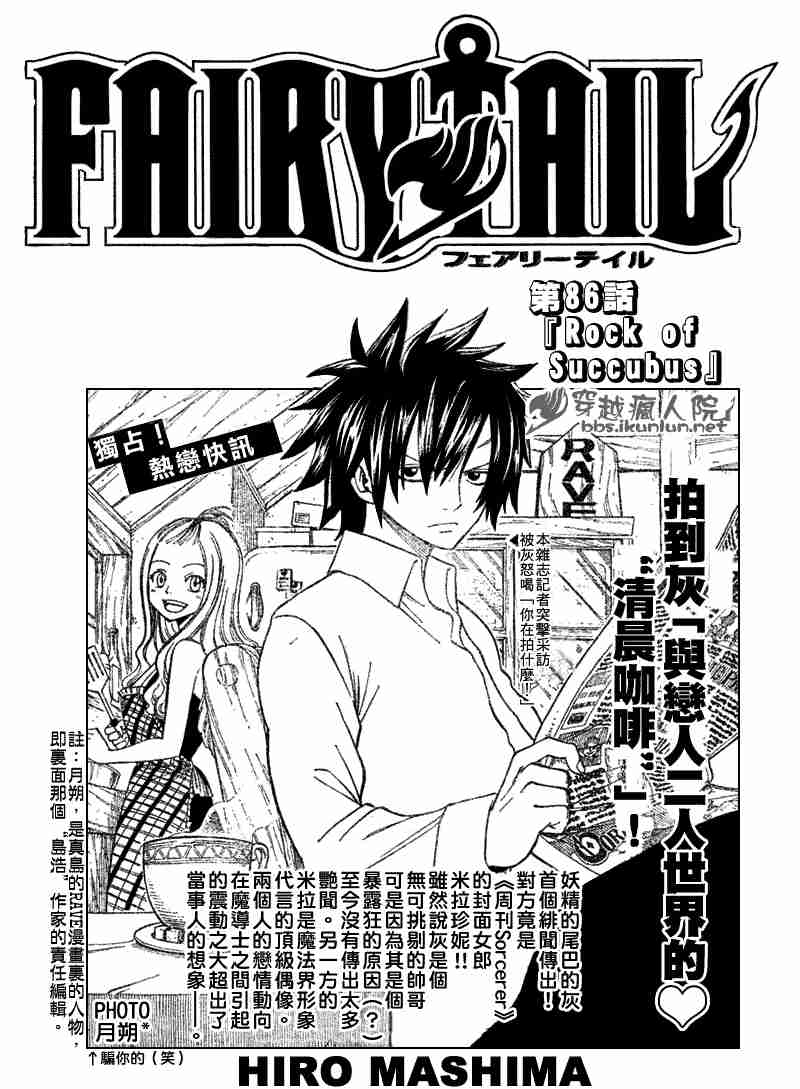 FAIRY TAIL
フェアリーテイル
第86話
『Rock of
Succubus』
穿越瘋人院
bbs.ikunlun.net
獨占！
熱戀快訊
RAVE
拍到灰「與戀人二人世界的♡
“清晨咖啡”」！
◀本雜志記者突擊采訪
被灰怒喝「你在拍什麼!!」
妖精的尾巴的灰
首個緋聞傳出！
對方竟是
《周刊Sorcerer》
的封面女郎
米拉珍妮!!
雖然說灰是個
無可挑剔的帥哥
可是因為其是個
暴露狂的原因（？）
至今沒有傳出太多
艷聞。另一方的
米拉是魔法界形象
代言的頂級偶像。
兩個人的戀情動向
在魔導士之間引起
的震動之大超出了
當事人的想象——。
註：月朔，是真島的RAVE漫畫裏的人物，
即裏面那個“島浩”作家的責任編輯。
PHOTO
月朔*
↑騙你的（笑）
HIRO MASHIMA